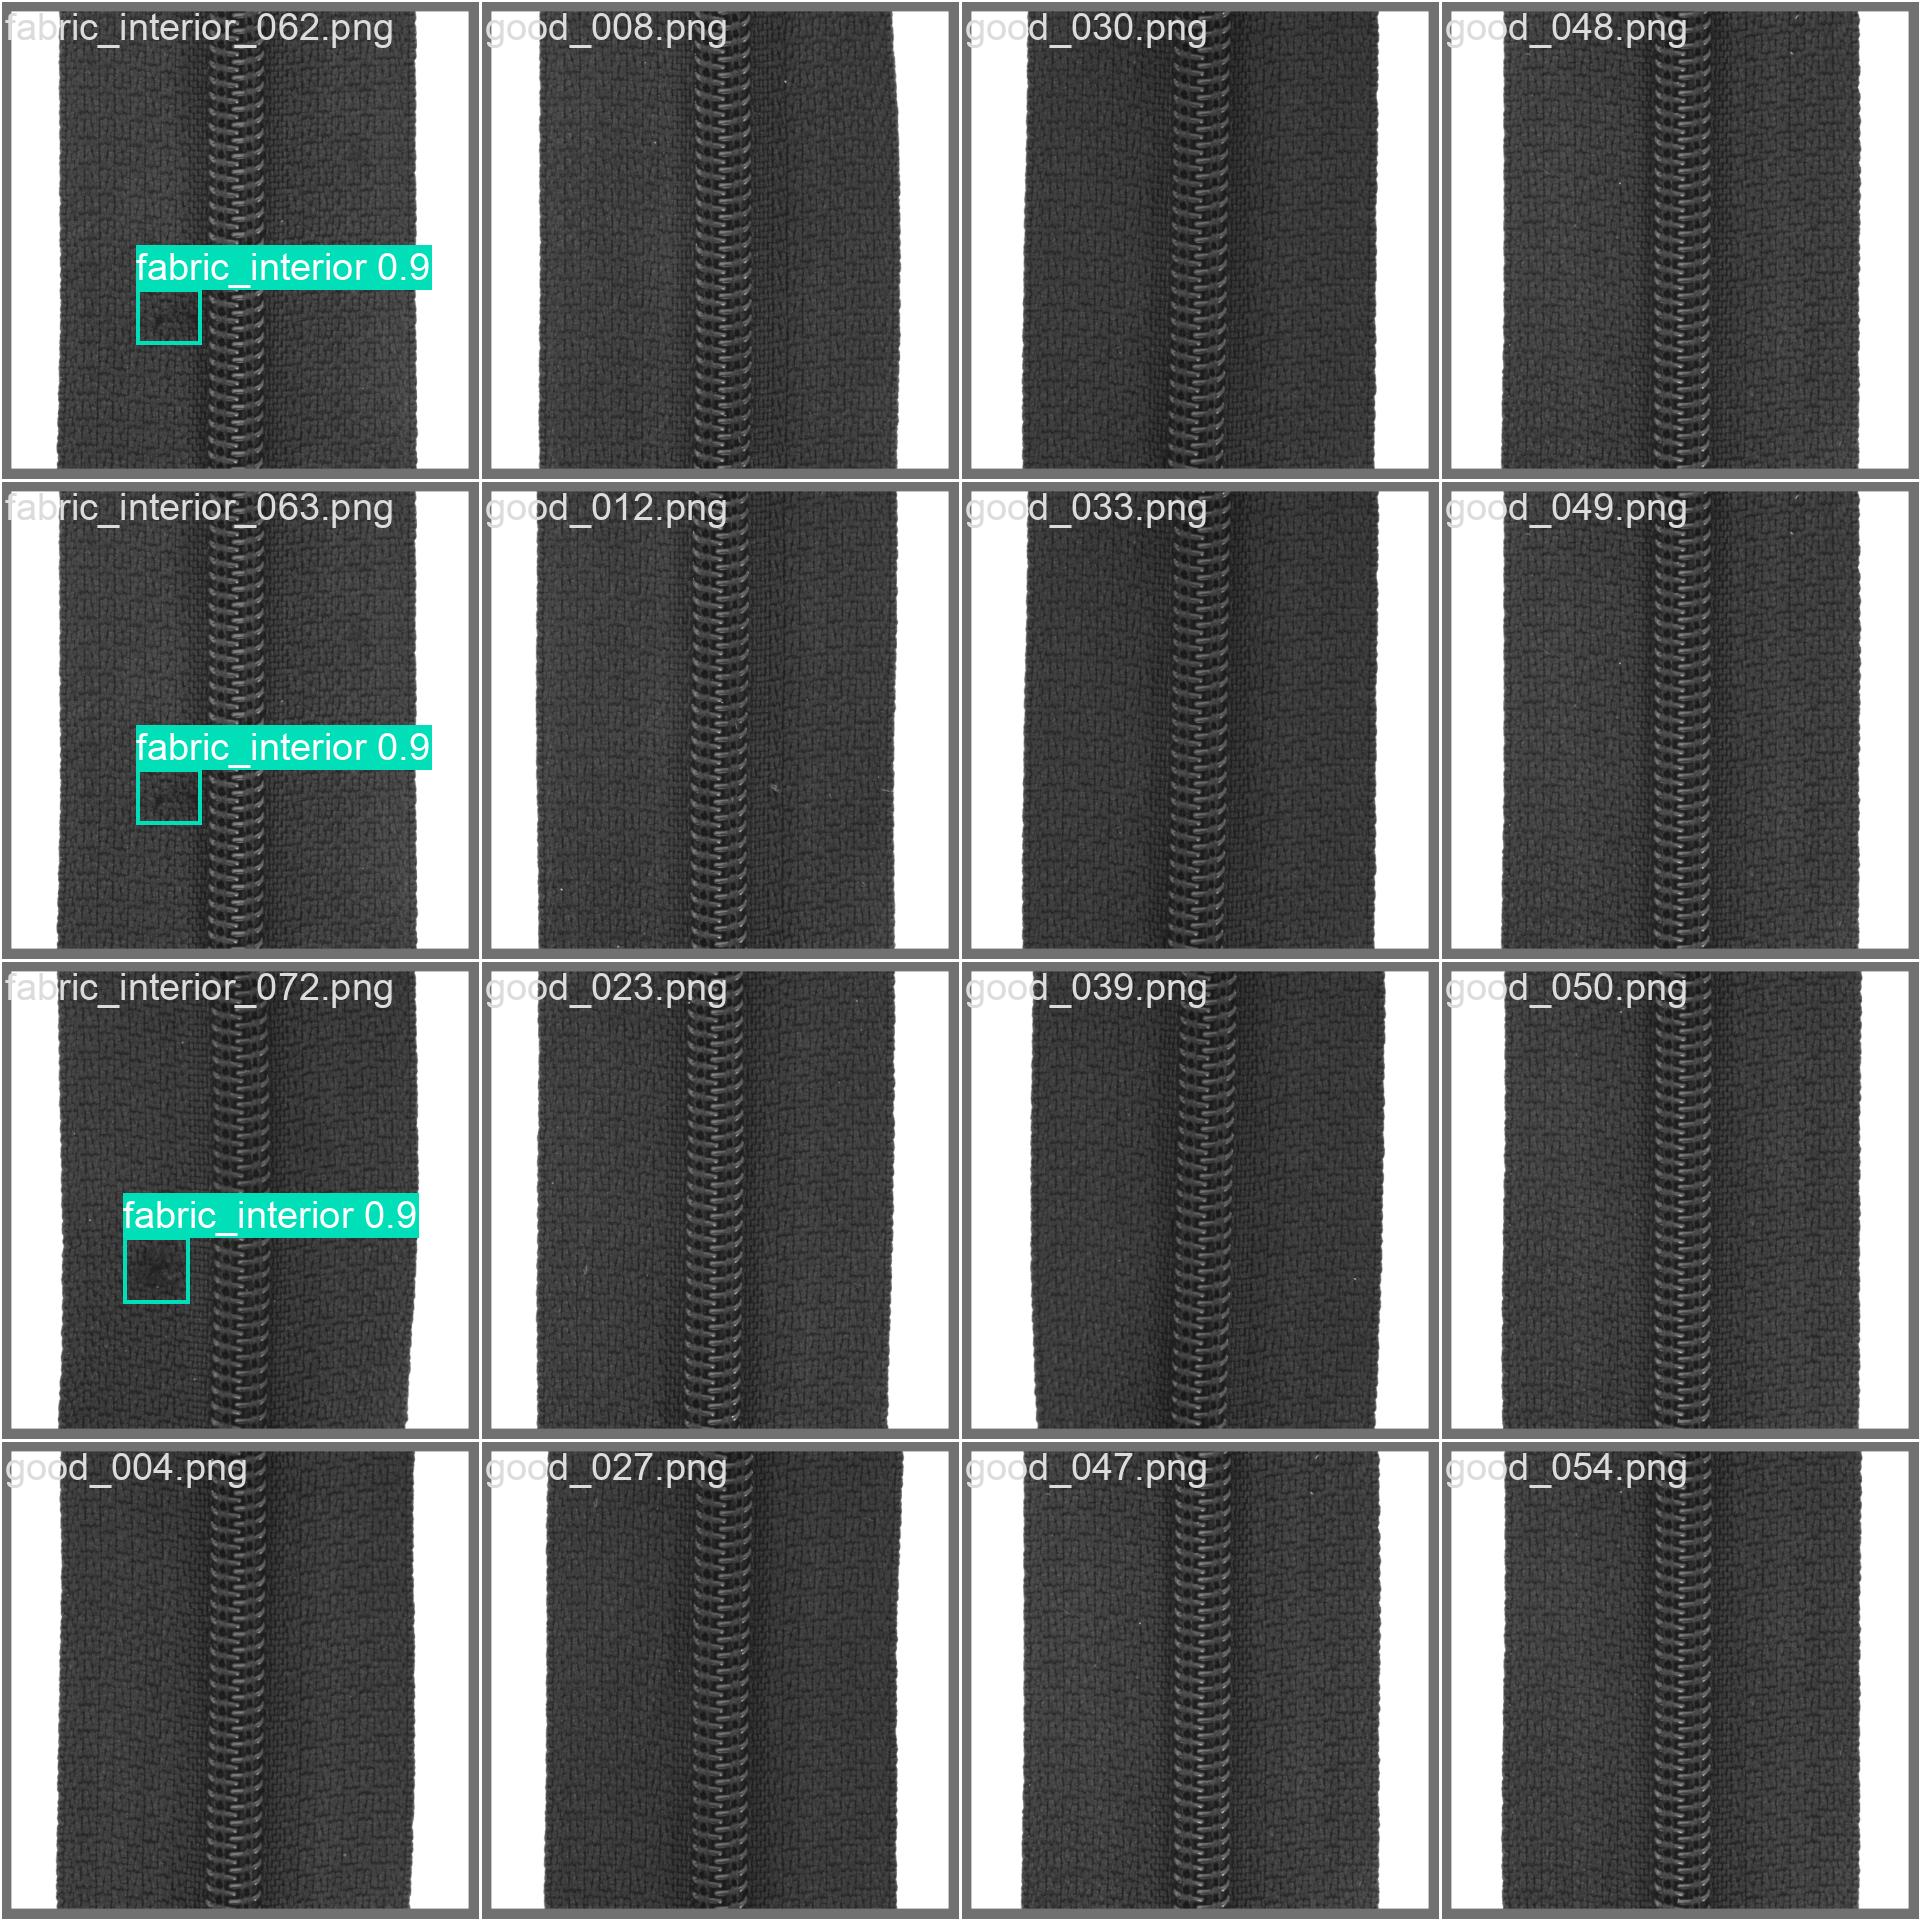 fabric_interior_062.png
good_008.png
good_030.png
good_048.png
fabric_interior 0.9
fabric_interior_063.png
good_012.png
good_033.png
good_049.png
fabric_interior 0.9
fabric_interior_072.png
good_023.png
good_039.png
good_050.png
fabric_interior 0.9
good_004.png
good_027.png
good_047.png
good_054.png